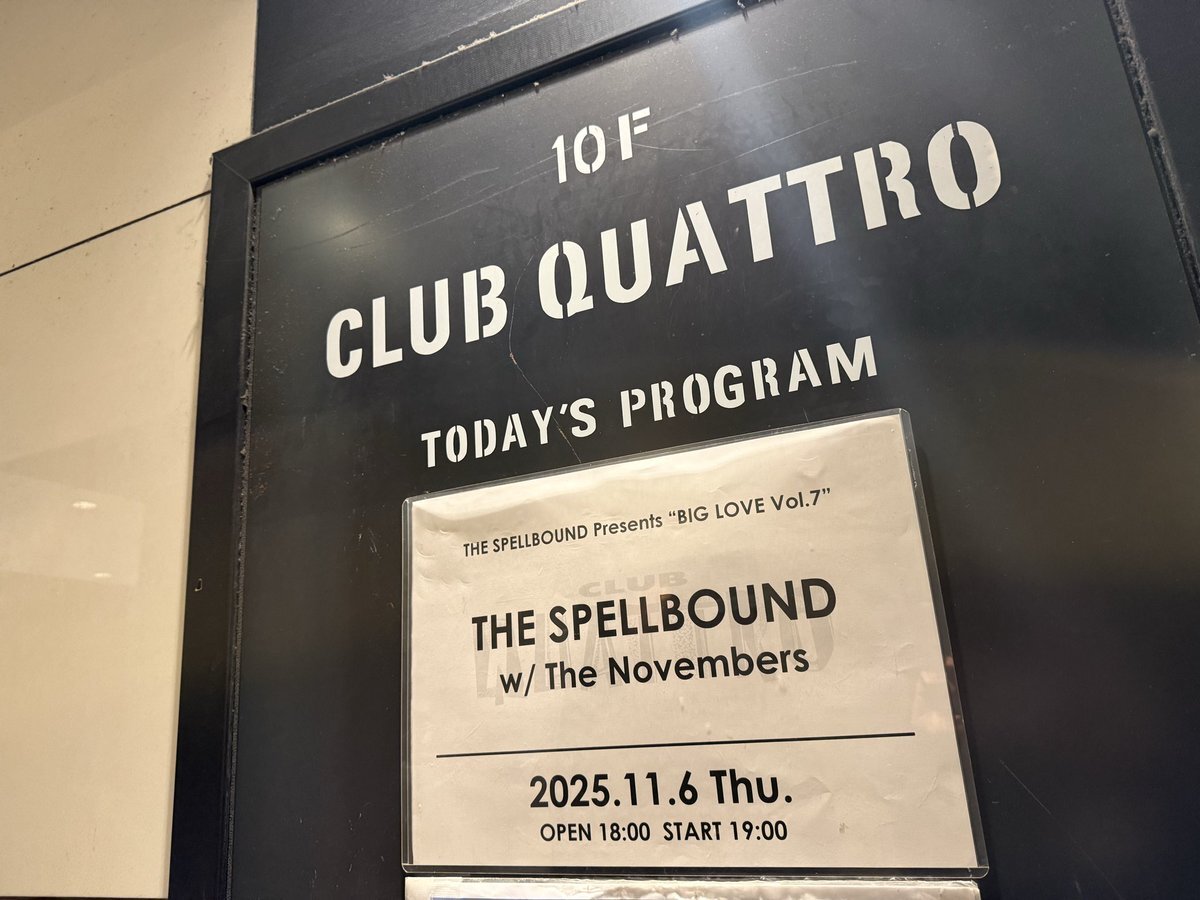 10F
CLUB QUATTRO
TODAY'S PROGRAM
THE SPELLBOUND Presents “BIG LOVE Vol.7”
THE SPELLBOUND
w/ The Novembers
2025.11.6 Thu.
OPEN 18:00 START 19:00